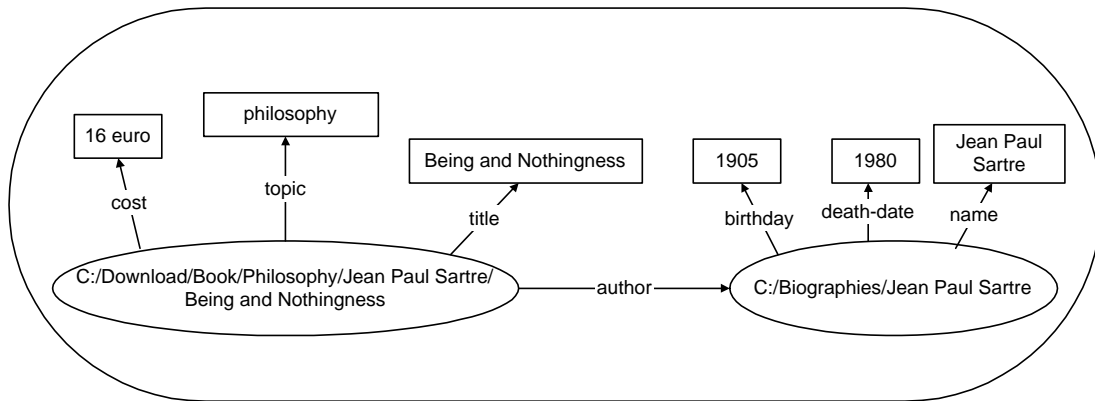 philosophy
16 euro
Being and Nothingness
1905
1980
Jean Paul
Sartre
cost
topic
title
birthday
death-date
name
C:/Download/Book/Philosophy/Jean Paul Sartre/
Being and Nothingness
author
C:/Biographies/Jean Paul Sartre